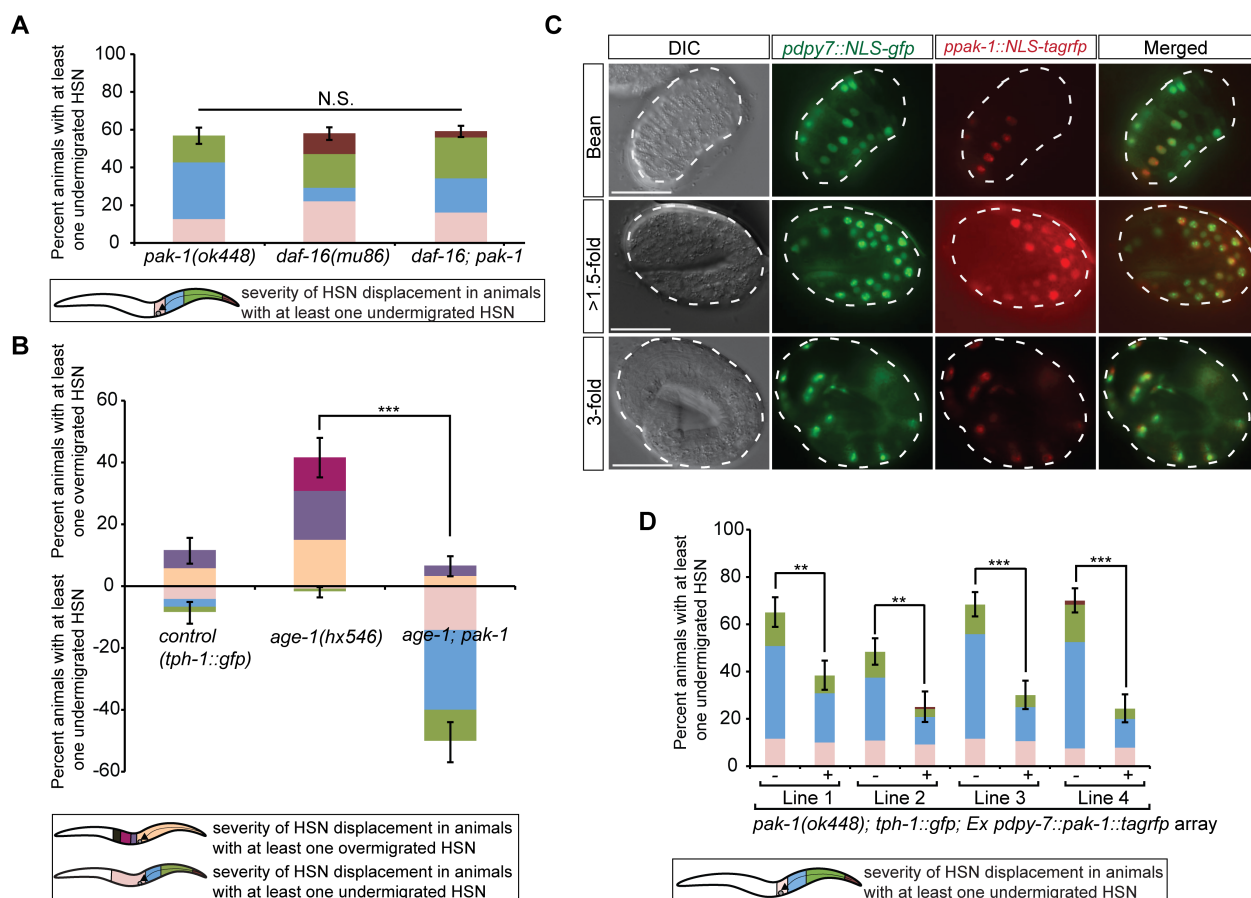 A
Percent animals with at least
one undermigrated HSN
100
80
60
40
20
0
N.S.
pak-1(ok448)
daf-16(mu86)
daf-16; pak-1
severity of HSN displacement in animals
with at least one undermigrated HSN
B
Percent animals with at least
one overmigrated HSN
Percent animals with at least
one undermigrated HSN
60
40
20
0
-20
-40
-60
***
control
(tph-1::gfp)
age-1(hx546)
age-1; pak-1
severity of HSN displacement in animals
with at least one overmigrated HSN
severity of HSN displacement in animals
with at least one undermigrated HSN
C
DIC
pdpy7::NLS-gfp
ppak-1::NLS-tagrfp
Merged
Bean
>1.5-fold
3-fold
D
Percent animals with at least
one undermigrated HSN
100
80
60
40
20
0
**
**
***
***
- + - + - + - +
Line 1
Line 2
Line 3
Line 4
pak-1(ok448); tph-1::gfp; Ex pdpy-7::pak-1::tagrfp array
severity of HSN displacement in animals
with at least one undermigrated HSN